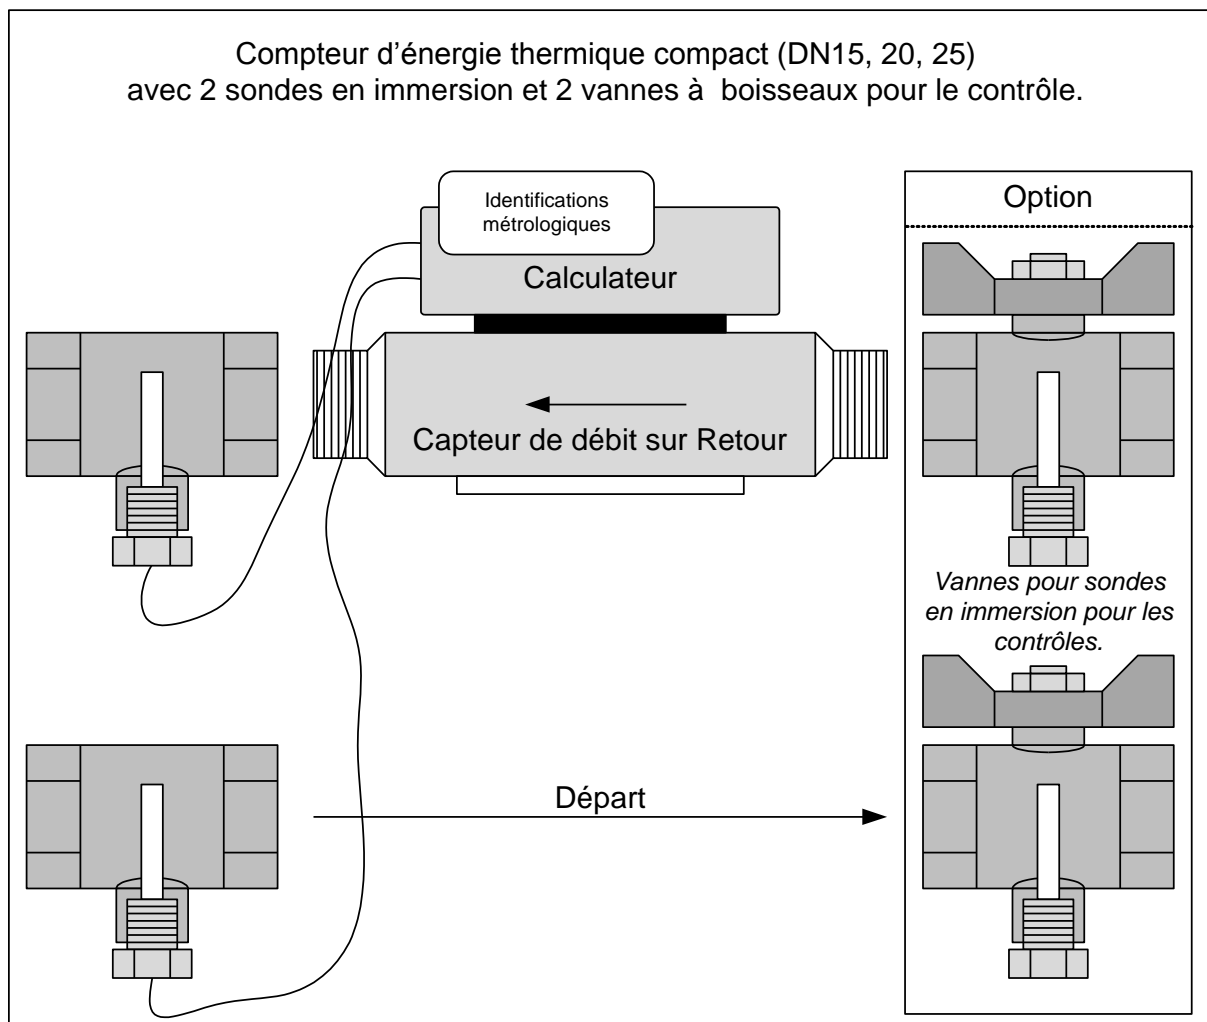 Compteur d'énergie thermique compact (DN15, 20, 25)
avec 2 sondes en immersion et 2 vannes à  boisseaux pour le contrôle.
Identifications
métrologiques
Calculateur
Option
Capteur de débit sur Retour
Vannes pour sondes
en immersion pour les
contrôles.
Départ